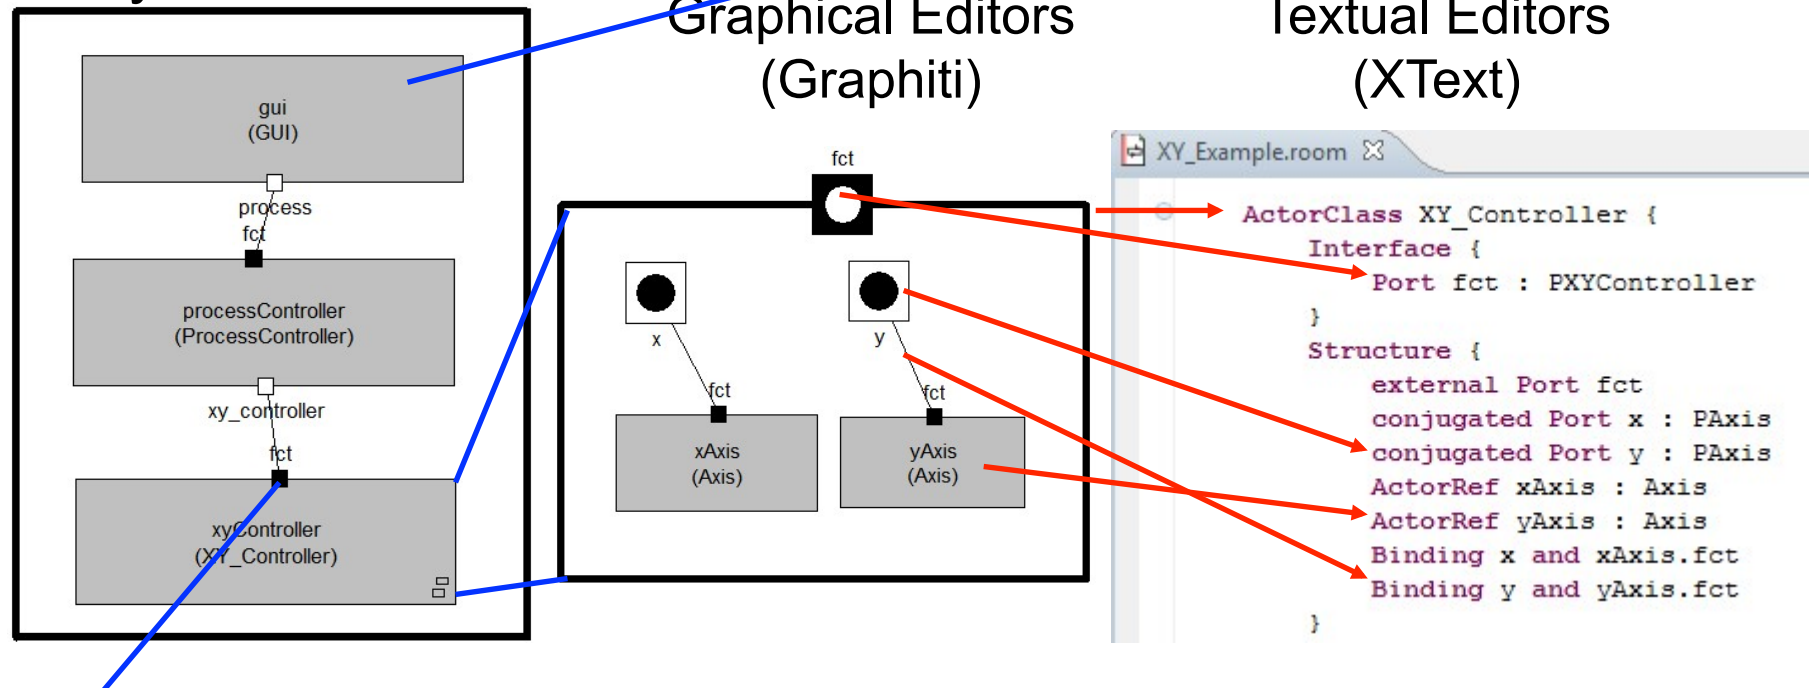 Graphical Editors
(Graphiti)
Textual Editors
(XText)
gui
(GUI)
process
fct
processController
(ProcessController)
xy_controller
fct
xyController
(XY_Controller)
fct
x
y
fct
fct
xAxis
(Axis)
yAxis
(Axis)
XY_Example.room
ActorClass XY_Controller {
Interface {
Port fct : PXYController
}
Structure {
external Port fct
conjugated Port x : PAxis
conjugated Port y : PAxis
ActorRef xAxis : Axis
ActorRef yAxis : Axis
Binding x and xAxis.fct
Binding y and yAxis.fct
}